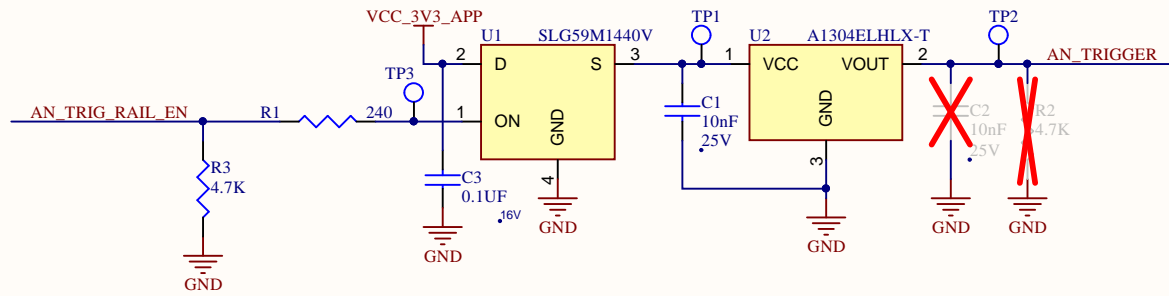 VCC_3V3_APP
U1 SLG59M1440V
TP1
U2 A1304ELHLX-T
TP2
2 D S 3
1 VCC VOUT 2
AN_TRIGGER
TP3
AN_TRIG_RAIL_EN
R1 240
1 ON
GND
4
C1
10nF
25V
GND
3
C2
10nF
25V
R2
4.7K
R3
4.7K
C3
0.1UF
16V
GND
GND
GND
GND
GND
GND